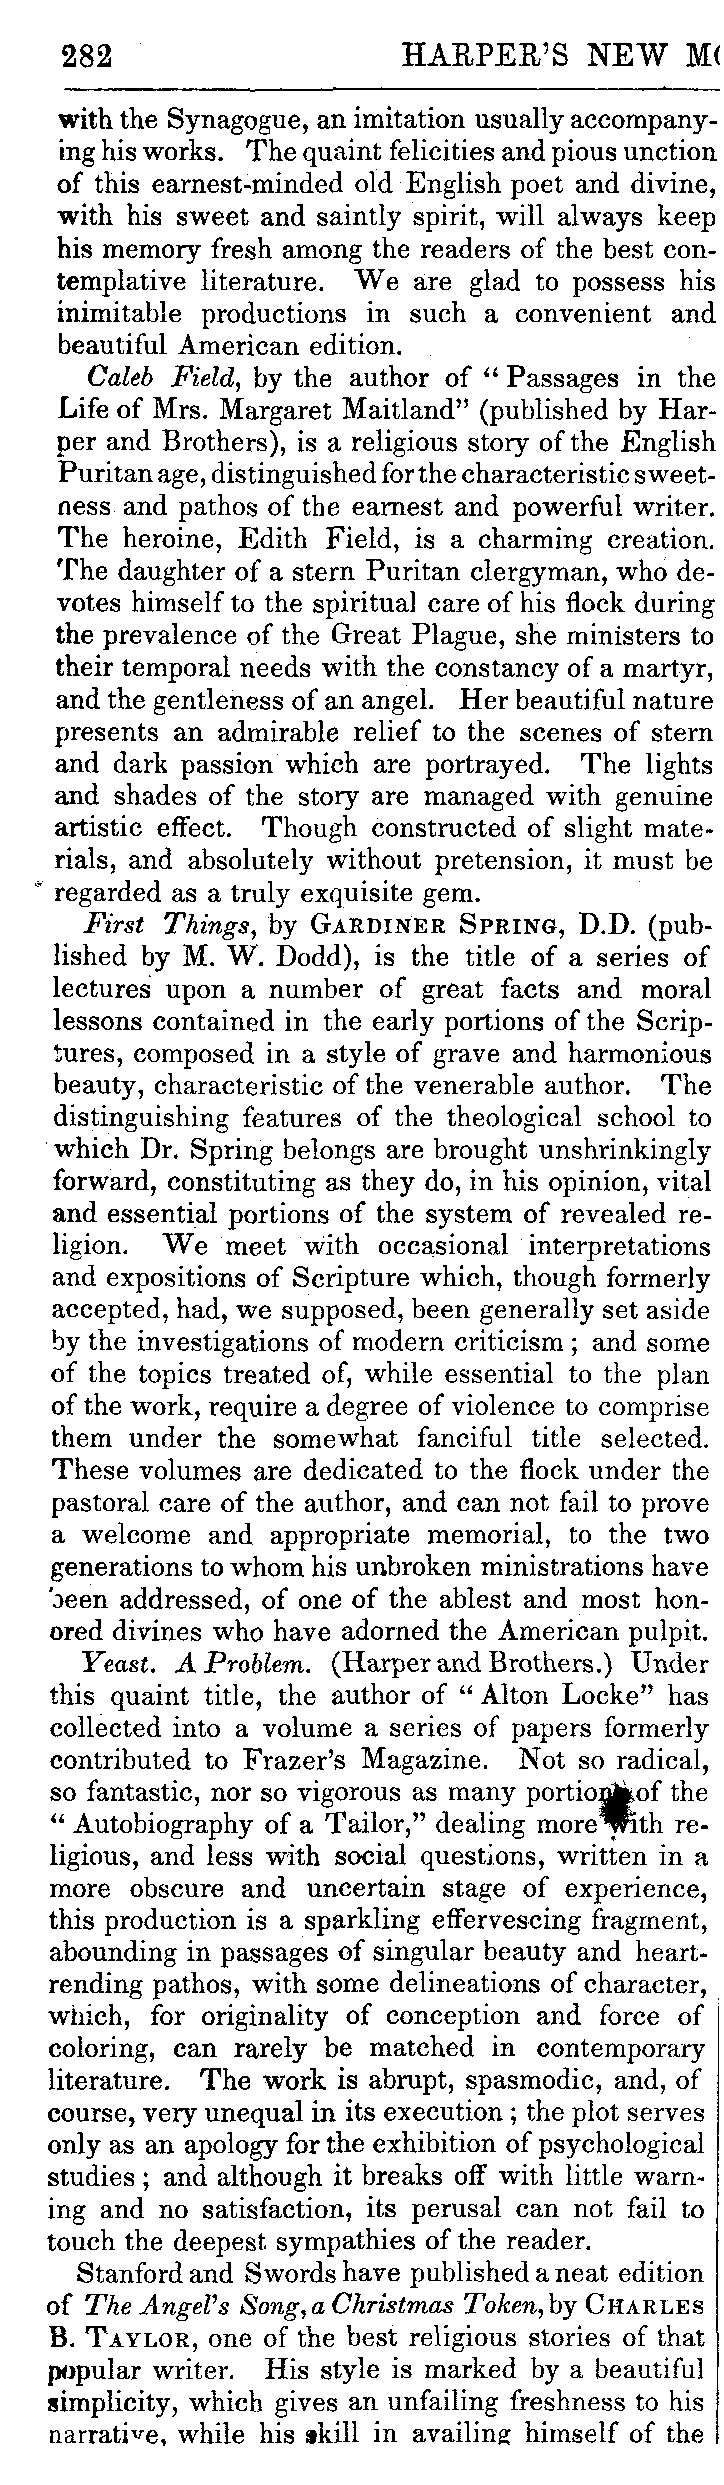 282 HARPER'S NEW
with the Synagogue, an imitation usually accompany-
ing his works. The quaint felicities and pious unction
of this earnest-minded old English poet and divine,
with his sweet and saintly spirit, will always keep
his memory fresh among the readers of the best con-
templative literature. We are glad to possess his
inimitable productions in such a convenient and
beautiful American edition.
Caleb Field, by the author of “Passages in the
Life of Mrs. Margaret Maitland” (published by Har-
per and Brothers), is a religious story of the English
Puritan age, distinguished for the characteristic sweet-
ness and pathos of the earnest and powerful writer.
The heroine, Edith Field, is a charming creation.
The daughter of a stern Puritan clergyman, who de-
votes himself to the spiritual care of his flock during
the prevalence of the Great Plague, she ministers to
their temporal needs with the constancy of a martyr,
and the gentleness of an angel. Her beautiful nature
presents an admirable relief to the scenes of stern
and dark passion which are portrayed. The lights
and shades of the story are managed with genuine
artistic effect. Though constructed of slight mate-
rials, and absolutely without pretension, it must be
regarded as a truly exquisite gem.
First Things, by GARDINER SPRING, D.D. (pub-
lished by M. W. Dodd), is the title of a series of
lectures upon a number of great facts and moral
lessons contained in the early portions of the Scrip-
tures, composed in a style of grave and harmonious
beauty, characteristic of the venerable author. The
distinguishing features of the theological school to
which Dr. Spring belongs are brought unshrinkingly
forward, constituting as they do, in his opinion, vital
and essential portions of the system of revealed re-
ligion. We meet with occasional interpretations
and expositions of Scripture which, though formerly
accepted, had, we supposed, been generally set aside
by the investigations of modern criticism; and some
of the topics treated of, while essential to the plan
of the work, require a degree of violence to comprise
them under the somewhat fanciful title selected.
These volumes are dedicated to the flock under the
pastoral care of the author, and can not fail to prove
a welcome and appropriate memorial, to the two
generations to whom his unbroken ministrations have
been addressed, of one of the ablest and most hon-
ored divines who have adorned the American pulpit.
Yeast. A Problem. (Harper and Brothers.) Under
this quaint title, the author of “Alton Locke” has
collected into a volume a series of papers formerly
contributed to Frazer's Magazine. Not so radical,
so fantastic, nor so vigorous as many portions of the
“Autobiography of a Tailor,” dealing more with re-
ligious, and less with social questions, written in a
more obscure and uncertain stage of experience,
this production is a sparkling effervescing fragment,
abounding in passages of singular beauty and heart-
rending pathos, with some delineations of character,
which, for originality of conception and force of
coloring, can rarely be matched in contemporary
literature. The work is abrupt, spasmodic, and, of
course, very unequal in its execution; the plot serves
only as an apology for the exhibition of psychological
studies; and although it breaks off with little warn-
ing and no satisfaction, its perusal can not fail to
touch the deepest sympathies of the reader.
Stanford and Swords have published a neat edition
of The Angel's Song, a Christmas Token, by CHARLES
B. TAYLOR, one of the best religious stories of that
popular writer. His style is marked by a beautiful
simplicity, which gives an unfailing freshness to his
narrative, while his skill in availing himself of the